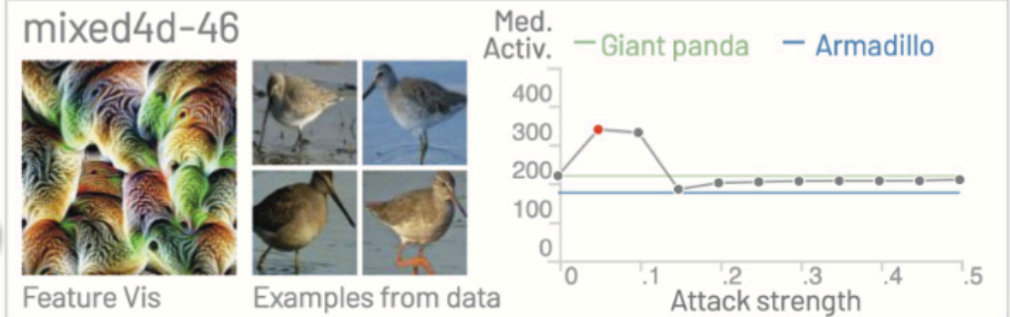 mixed4d-46
Feature Vis
Examples from data
Med.
Activ.
Giant panda
Armadillo
400
300
200
100
0
0 .1 .2 .3 .4 .5
Attack strength